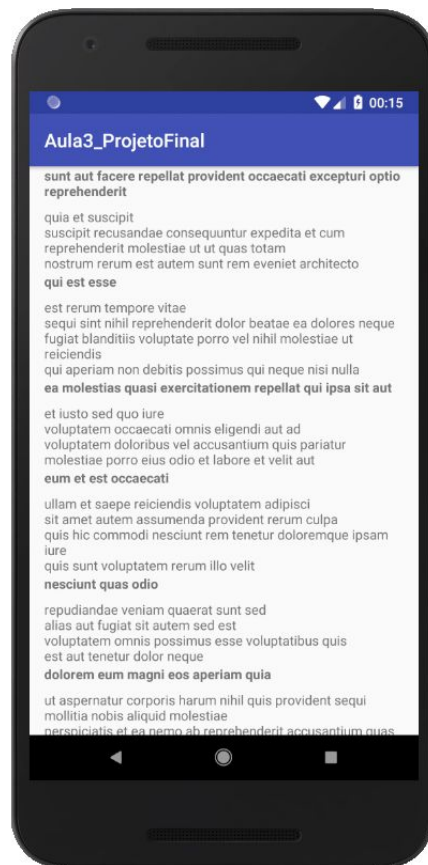 00:15
Aula3_ProjetoFinal
sunt aut facere repellat provident occaecati excepturi optio
reprehenderit
quia et suscipit
suscipit recusandae consequuntur expedita et cum
reprehenderit molestiae ut ut quas totam
nostrum rerum est autem sunt rem eveniet architecto
qui est esse
est rerum tempore vitae
sequi sint nihil reprehenderit dolor beatae ea dolores neque
fugiat blanditiis voluptate porro vel nihil molestiae ut
reiciendis
qui aperiam non debitis possimus qui neque nisi nulla
ea molestias quasi exercitationem repellat qui ipsa sit aut
et iusto sed quo iure
voluptatem occaecati omnis eligendi aut ad
voluptatem doloribus vel accusantium quis pariatur
molestiae porro eius odio et labore et velit aut
eum et est occaecati
ullam et saepe reiciendis voluptatem adipisci
sit amet autem assumenda provident rerum culpa
quis hic commodi nesciunt rem tenetur doloremque ipsam
iure
quis sunt voluptatem rerum illo velit
nesciunt quas odio
repudiandae veniam quaerat sunt sed
alias aut fugiat sit autem sed est
voluptatem omnis possimus esse voluptatibus quis
est aut tenetur dolor neque
dolorem eum magni eos aperiam quia
ut aspernatur corporis harum nihil quis provident sequi
mollitia nobis aliquid molestiae
perspiciatis et ea nemo ab reprehenderit accusantium quas